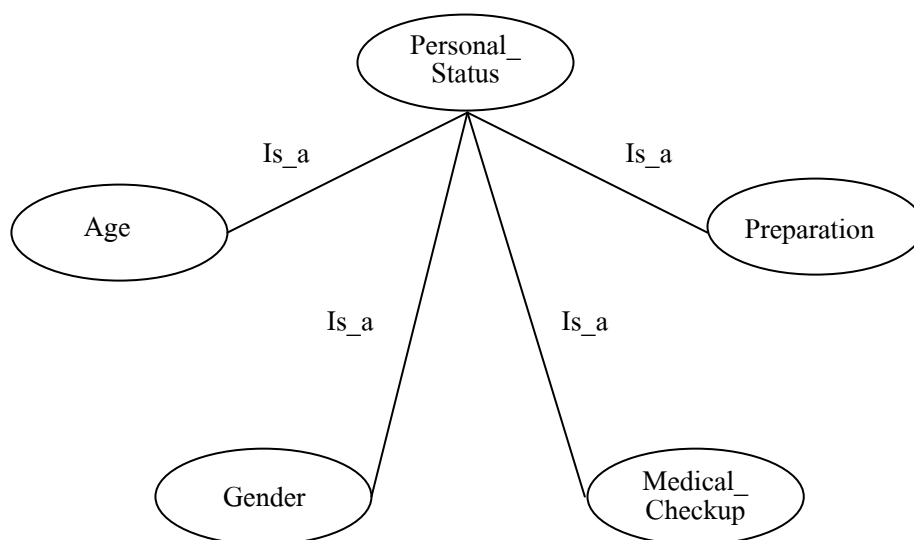 Personal_
Status
Is_a
Is_a
Age
Preparation
Is_a
Is_a
Gender
Medical_
Checkup